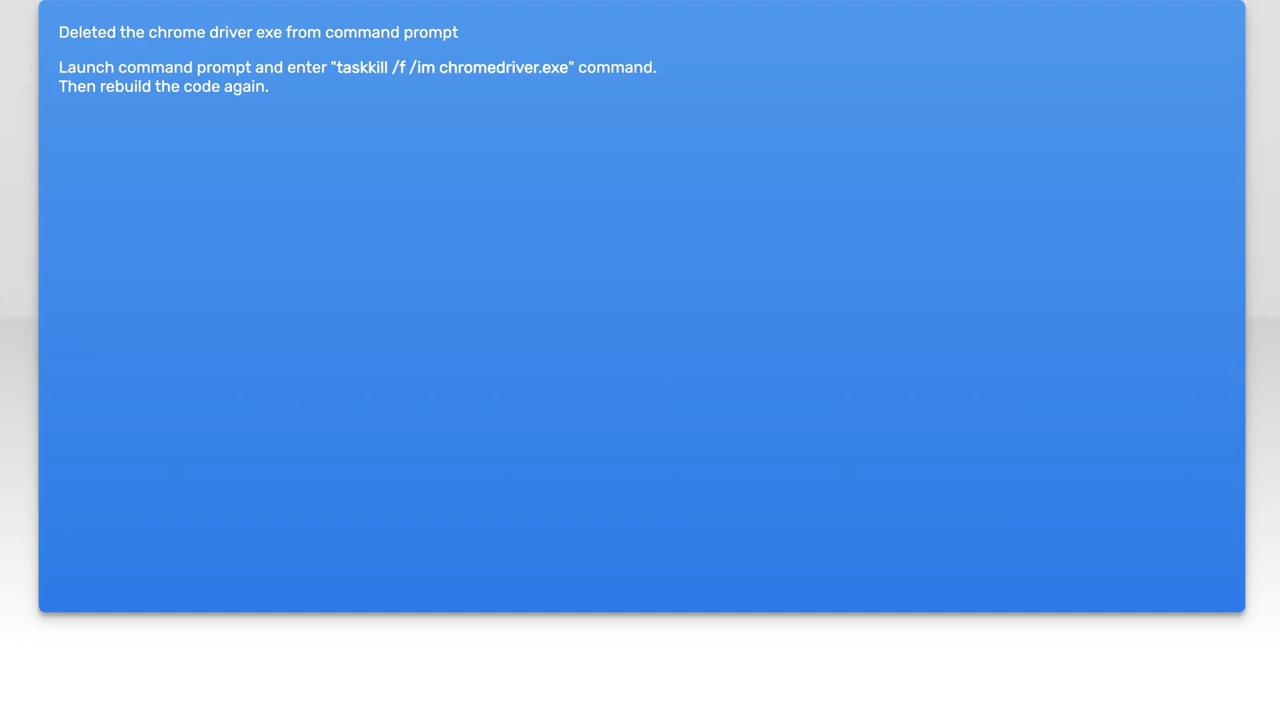 Deleted the chrome driver exe from command prompt
Launch command prompt and enter "taskkill /f /im chromedriver.exe" command.
Then rebuild the code again.